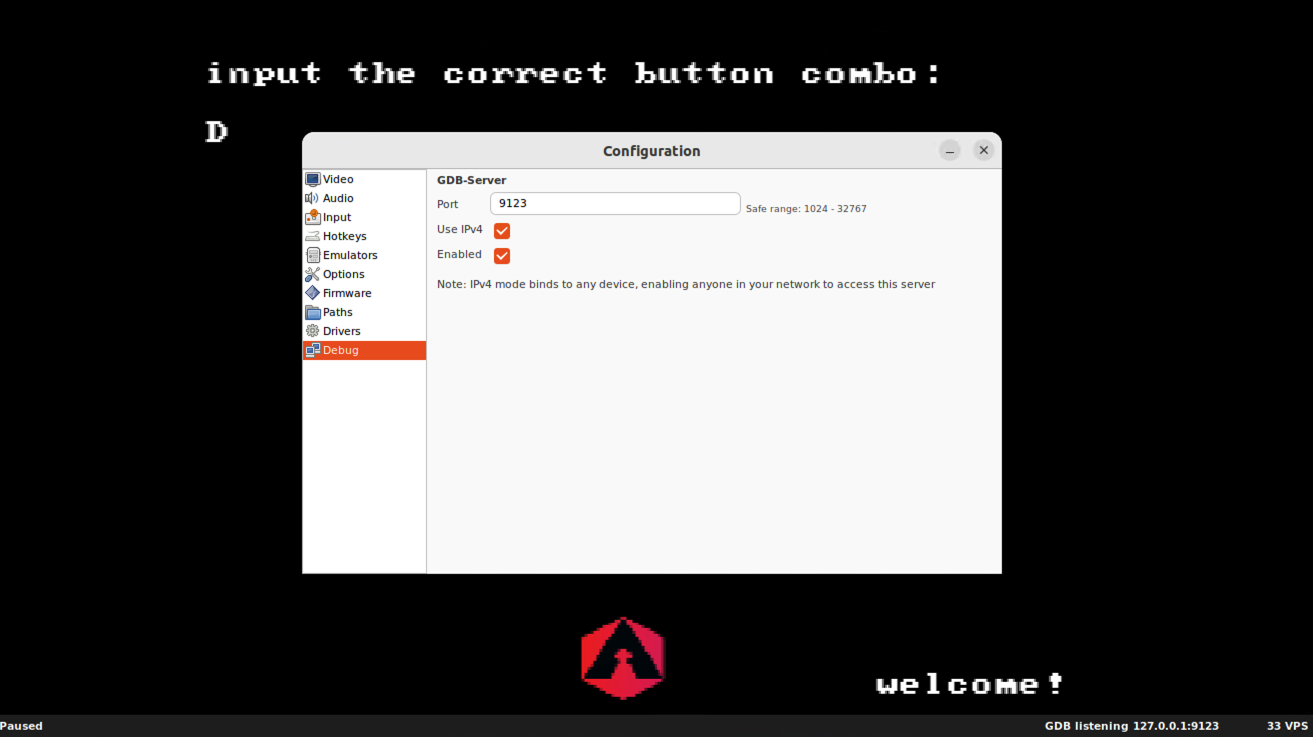 input the correct button combo:
D
Configuration
Video
Audio
Input
Hotkeys
Emulators
Options
Firmware
Paths
Drivers
Debug
GDB-Server
Port 9123 Safe range: 1024 - 32767
Use IPv4
Enabled
Note: IPv4 mode binds to any device, enabling anyone in your network to access this server
welcome!
Paused GDB listening 127.0.0.1:9123 33 VPS